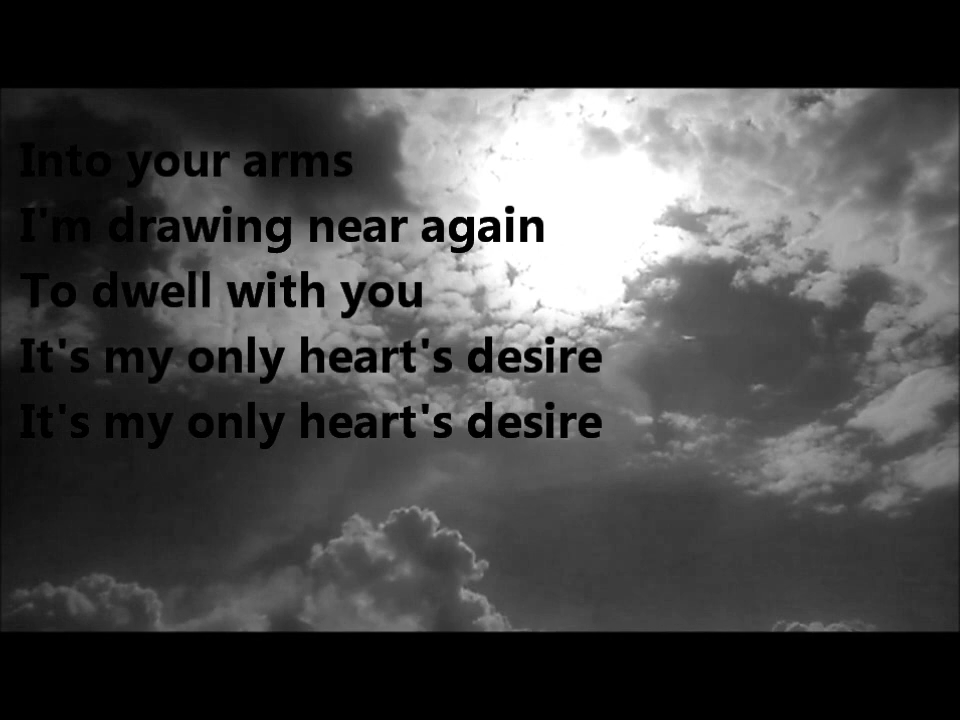 Into your arms
I'm drawing near again
To dwell with you
It's my only heart's desire
It's my only heart's desire